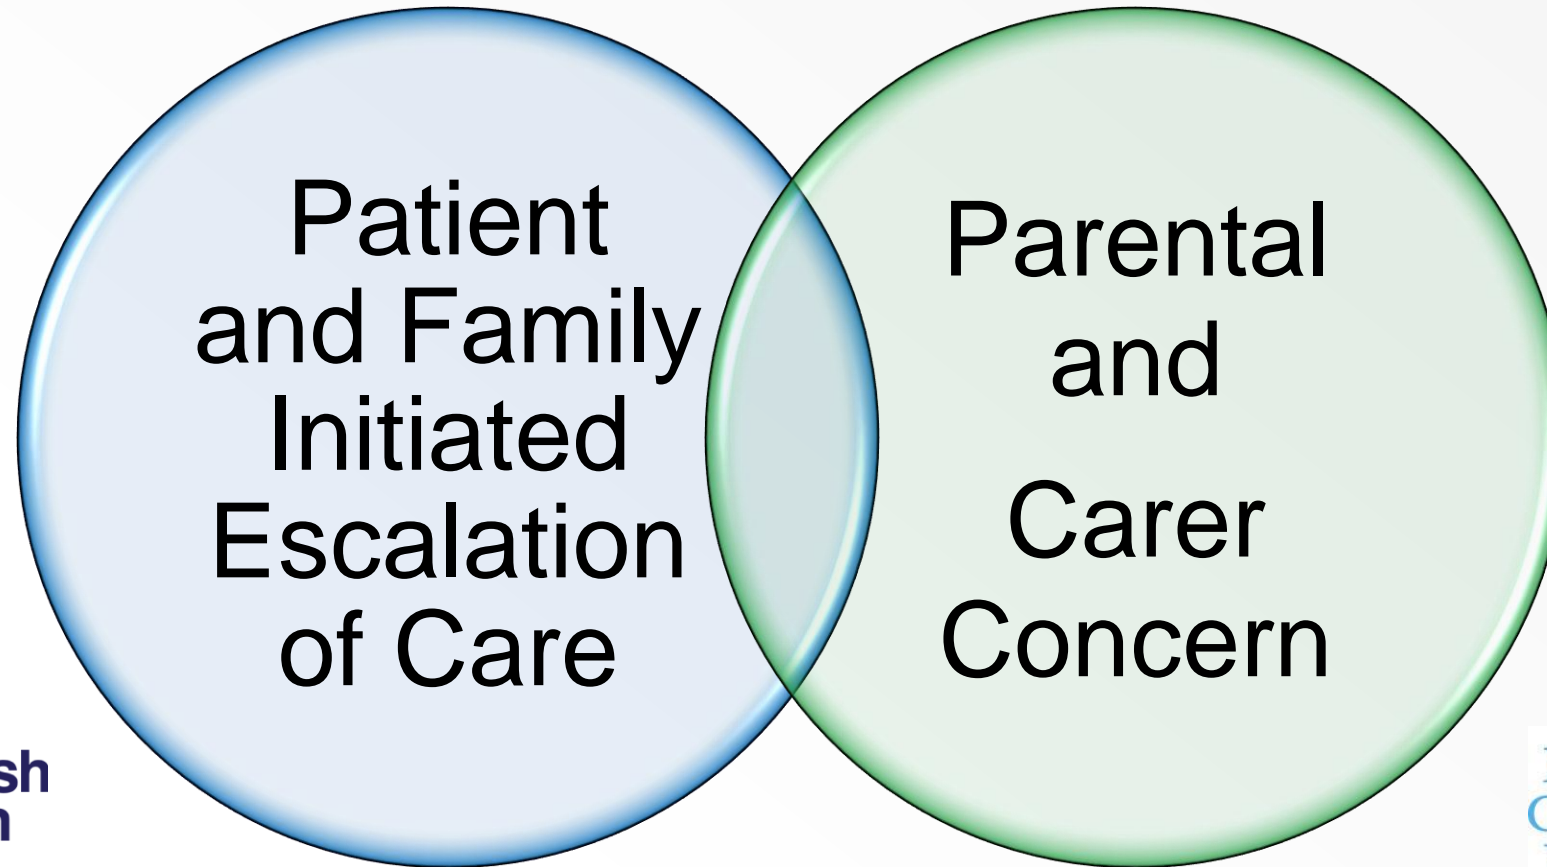 Patient
and Family
Initiated
Escalation
of Care
Parental
and
Carer
Concern